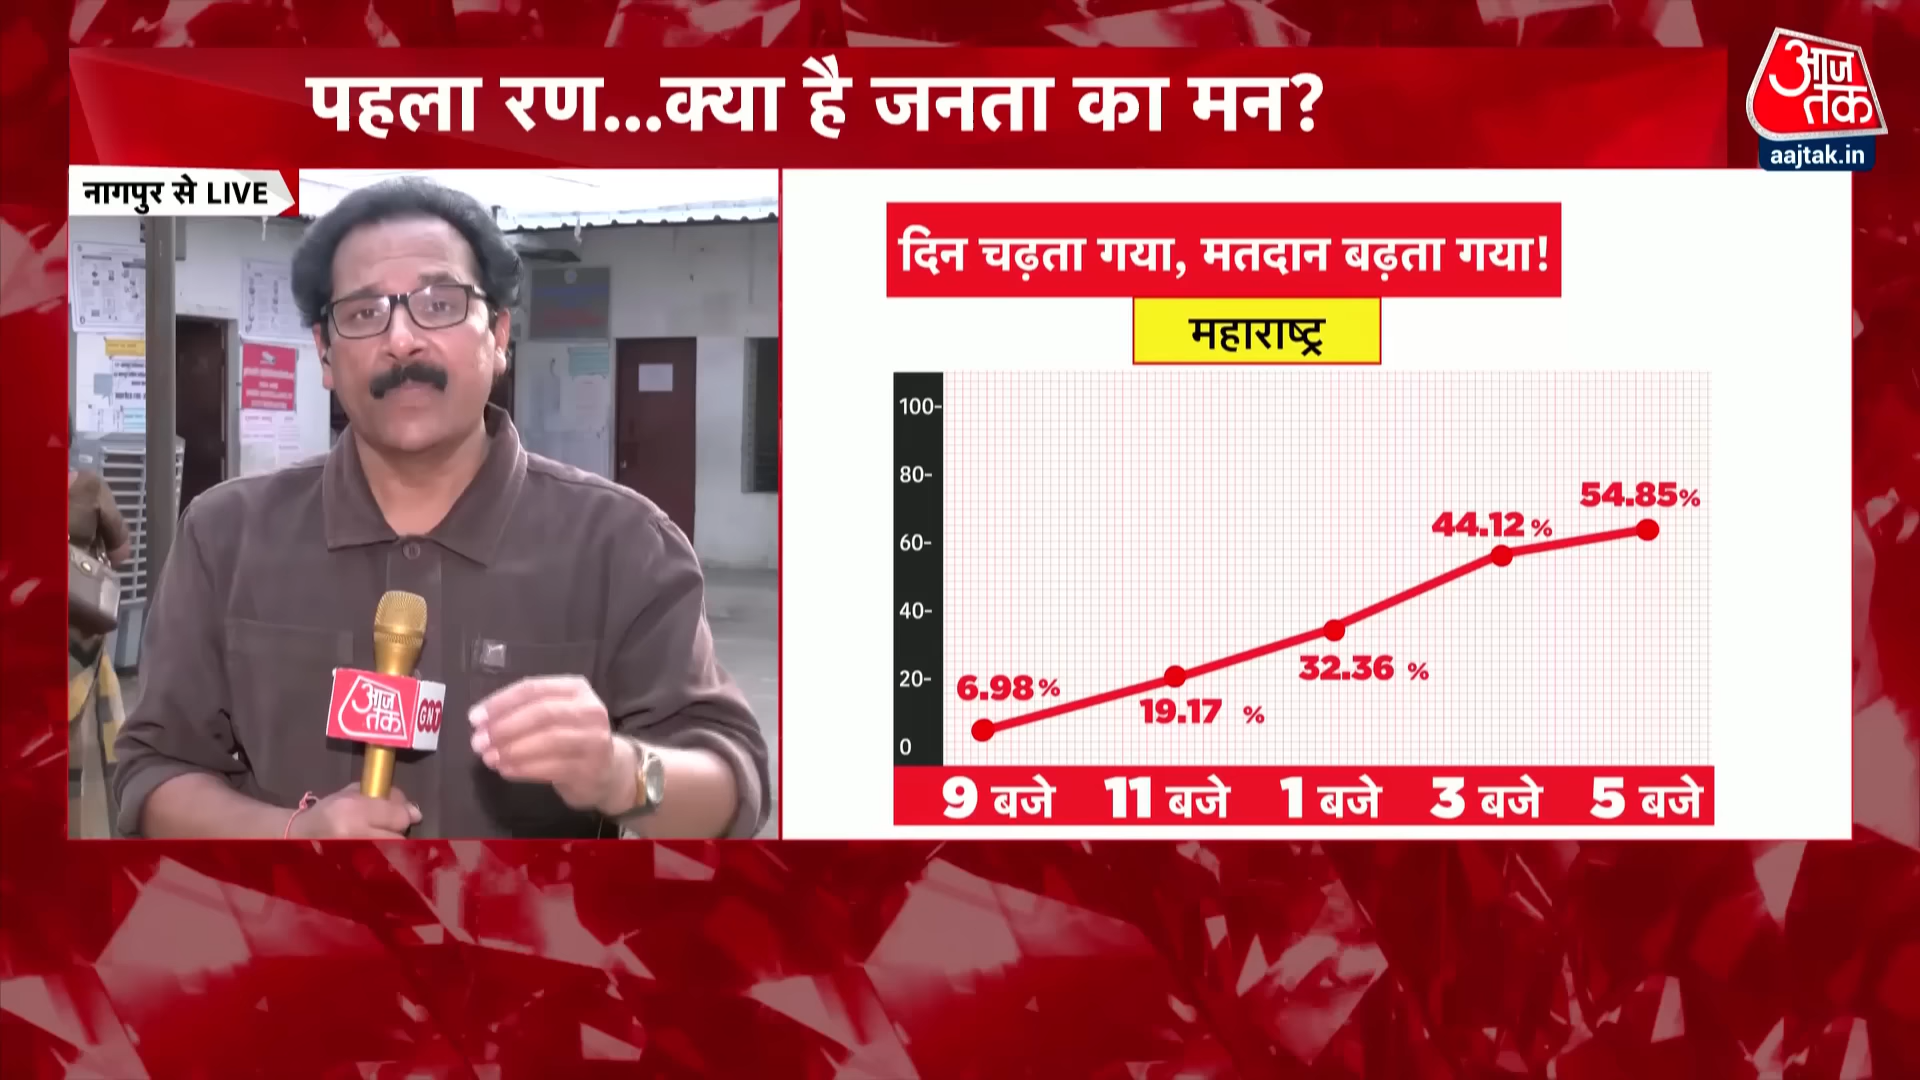 पहला रण...क्या है जनता का मन?
आज
तक
aajtak.in
नागपुर से LIVE
दिन चढ़ता गया, मतदान बढ़ता गया!
महाराष्ट्र
100-
80-
60-
40-
20-
0
6.98%
19.17 %
32.36 %
44.12 %
54.85%
9 बजे 11 बजे 1 बजे 3 बजे 5 बजे
आज
तक
GNT